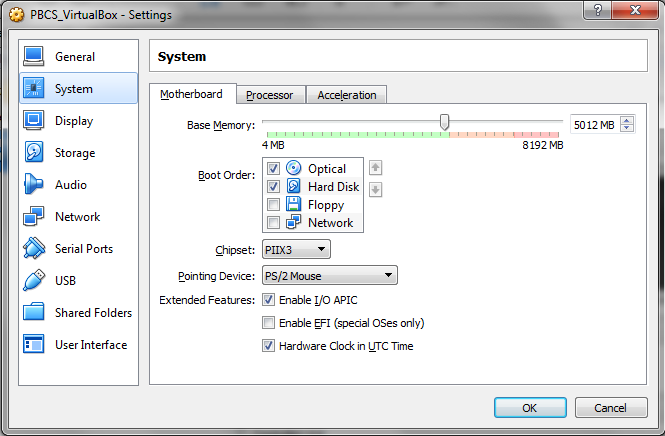 PBCS_VirtualBox - Settings
General
System
Display
Storage
Audio
Network
Serial Ports
USB
Shared Folders
User Interface
System
Motherboard Processor Acceleration
Base Memory: 5012 MB
4 MB 8192 MB
Boot Order: Optical
Hard Disk
Floppy
Network
Chipset: PIIX3
Pointing Device: PS/2 Mouse
Extended Features: Enable I/O APIC
Enable EFI (special OSes only)
Hardware Clock in UTC Time
OK Cancel